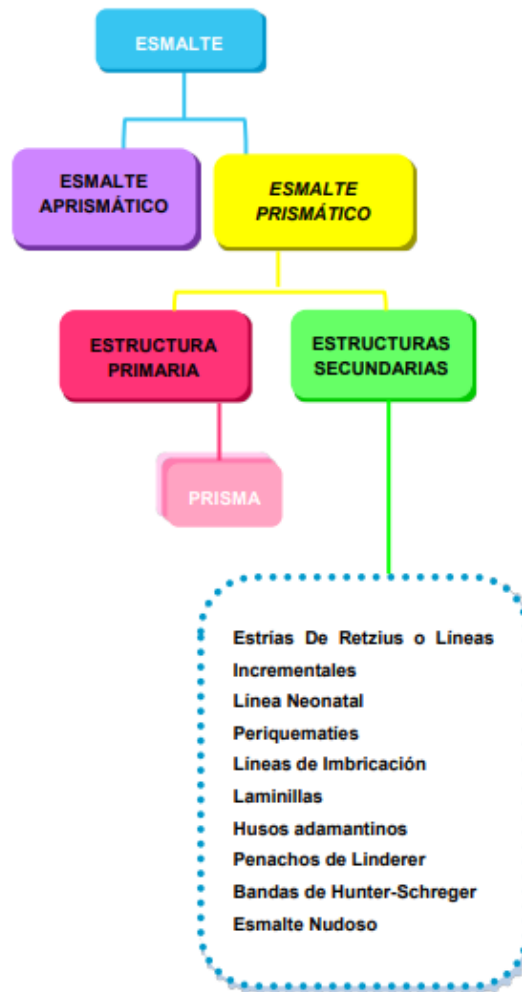 ESMALTE
ESMALTE
APRISMÁTICO
ESMALTE
PRISMÁTICO
ESTRUCTURA
PRIMARIA
ESTRUCTURAS
SECUNDARIAS
PRISMA
Estrías De Retzius o Líneas
Incrementales
Línea Neonatal
Periquematíes
Líneas de Imbricación
Laminillas
Husos adamantinos
Penachos de Linderer
Bandas de Hunter-Schreger
Esmalte Nudoso